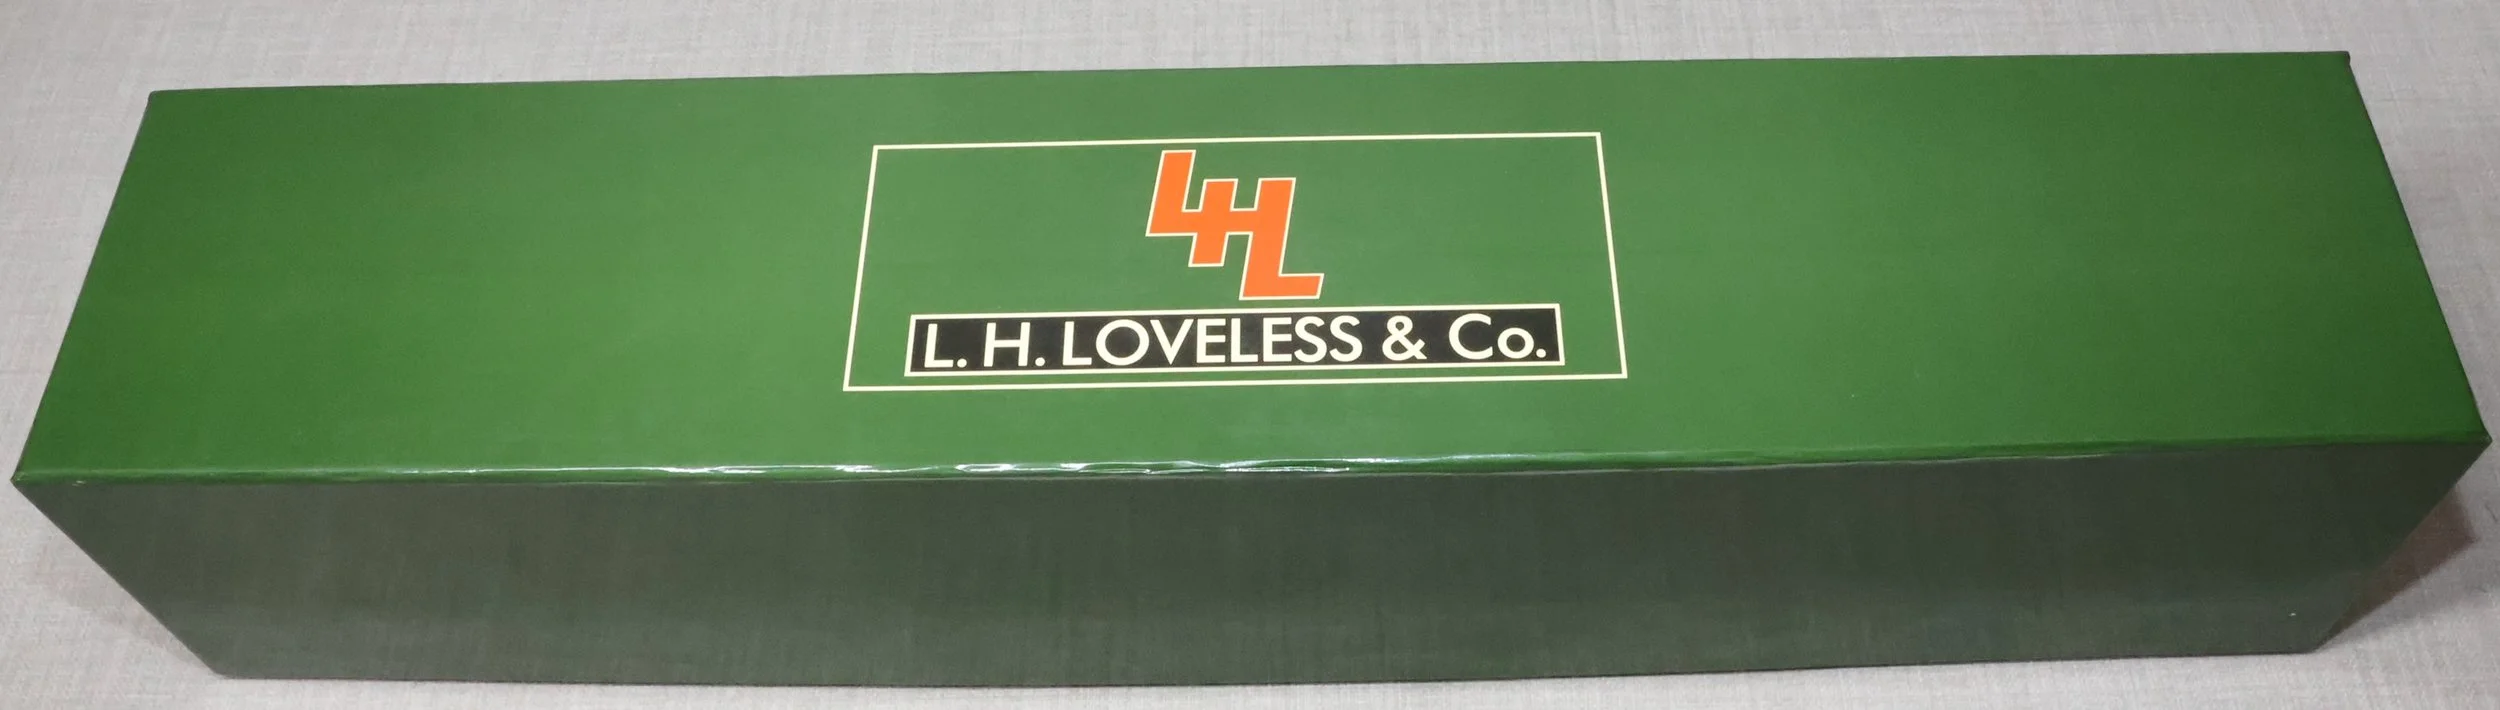 LHL
L. H. LOVELESS & Co.